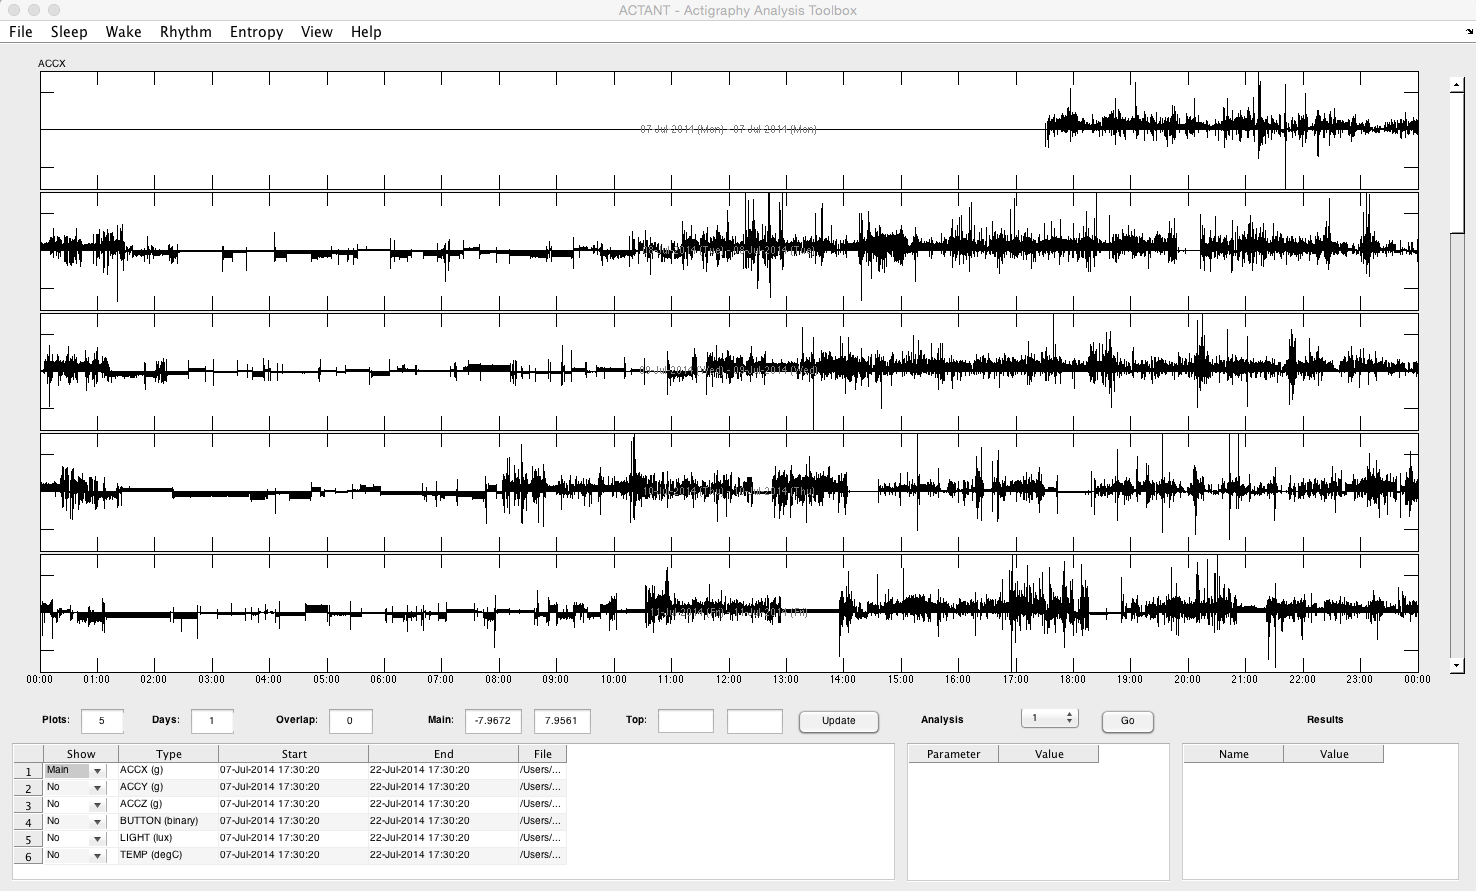 ACTANT - Actigraphy Analysis Toolbox
File Sleep Wake Rhythm Entropy View Help
ACCX
07 Jul 2014 (Mon) - 07 Jul 2014 (Mon)
00:00 01:00 02:00 03:00 04:00 05:00 06:00 07:00 08:00 09:00 10:00 11:00 12:00 13:00 14:00 15:00 16:00 17:00 18:00 19:00 20:00 21:00 22:00 23:00 00:00
Plots: 5 Days: 1 Overlap: 0 Main: -7.9672 7.9561 Top: Update Analysis 1 Go Results
Show Type Start End File Parameter Value Name Value
1 Main ACCX (g) 07-Jul-2014 17:30:20 22-Jul-2014 17:30:20 /Users/...
2 No ACCY (g) 07-Jul-2014 17:30:20 22-Jul-2014 17:30:20 /Users/...
3 No ACCZ (g) 07-Jul-2014 17:30:20 22-Jul-2014 17:30:20 /Users/...
4 No BUTTON (binary) 07-Jul-2014 17:30:20 22-Jul-2014 17:30:20 /Users/...
5 No LIGHT (lux) 07-Jul-2014 17:30:20 22-Jul-2014 17:30:20 /Users/...
6 No TEMP (degC) 07-Jul-2014 17:30:20 22-Jul-2014 17:30:20 /Users/...